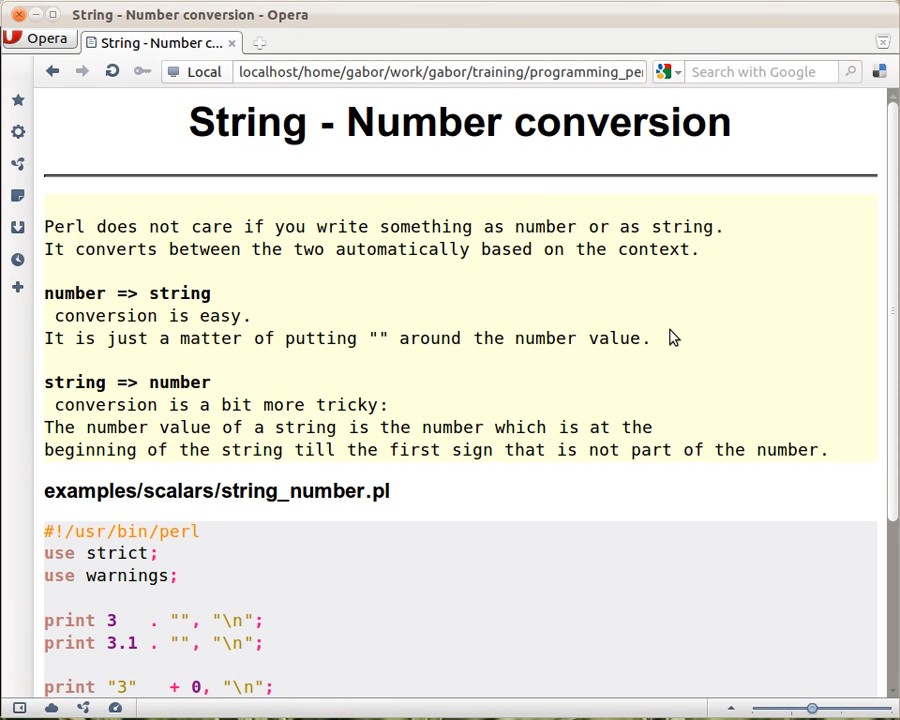 String - Number conversion - Opera
Opera
String - Number c...
Local
localhost/home/gabor/work/gabor/training/programming_pe
Search with Google
String - Number conversion
Perl does not care if you write something as number or as string.
It converts between the two automatically based on the context.
number => string
conversion is easy.
It is just a matter of putting "" around the number value.
string => number
conversion is a bit more tricky:
The number value of a string is the number which is at the
beginning of the string till the first sign that is not part of the number.
examples/scalars/string_number.pl
#!/usr/bin/perl
use strict;
use warnings;
print 3   . "", "\n";
print 3.1 . "", "\n";
print "3"   + 0, "\n";